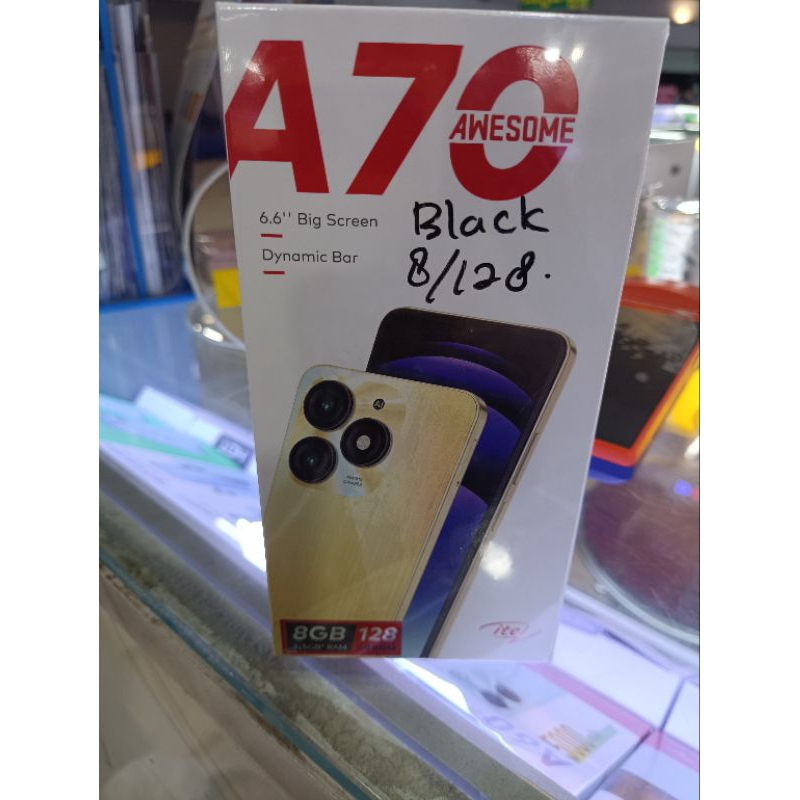 A70
AWESOME
6.6'' Big Screen
Dynamic Bar
Black
8/128.
8GB 128
itel